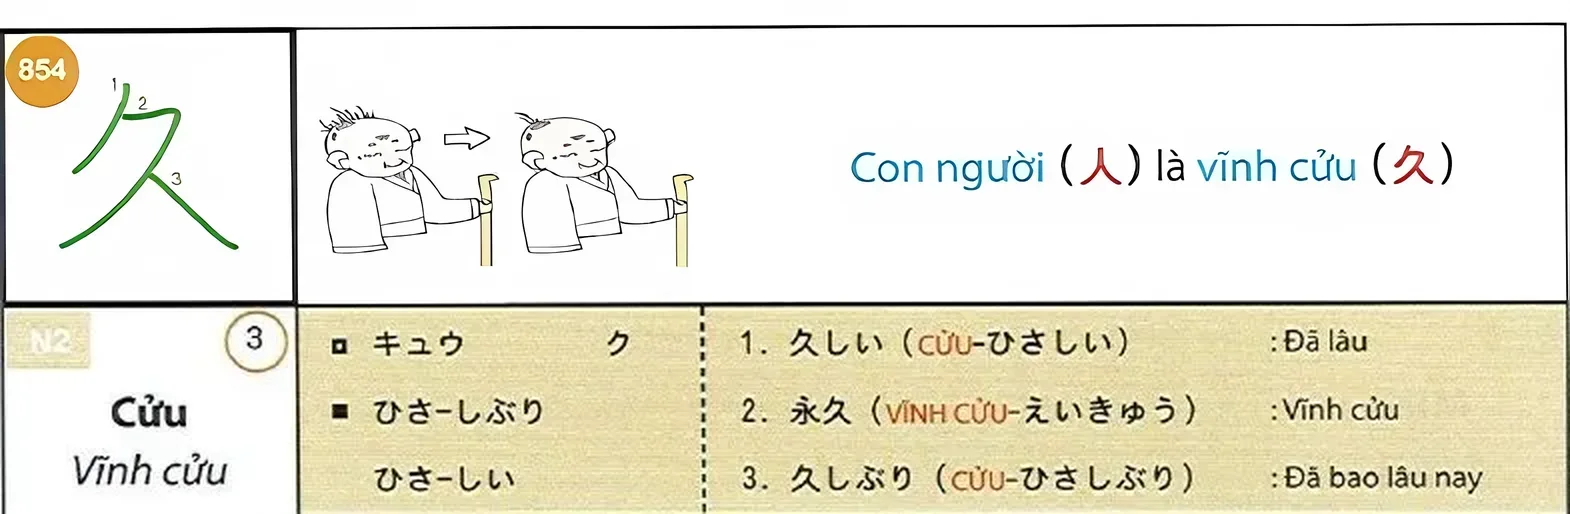 854
1
2
3
久
Con người (人) là vĩnh cửu (久)
N2
3
Cửu
Vĩnh cửu
キュウ ク
ひさ-しぶり
ひさ-しい
1. 久しい (CỬU-ひさしい) : Đã lâu
2. 永久 (VĨNH CỬU-えいきゅう) : Vĩnh cửu
3. 久しぶり (CỬU-ひさしぶり) : Đã bao lâu nay